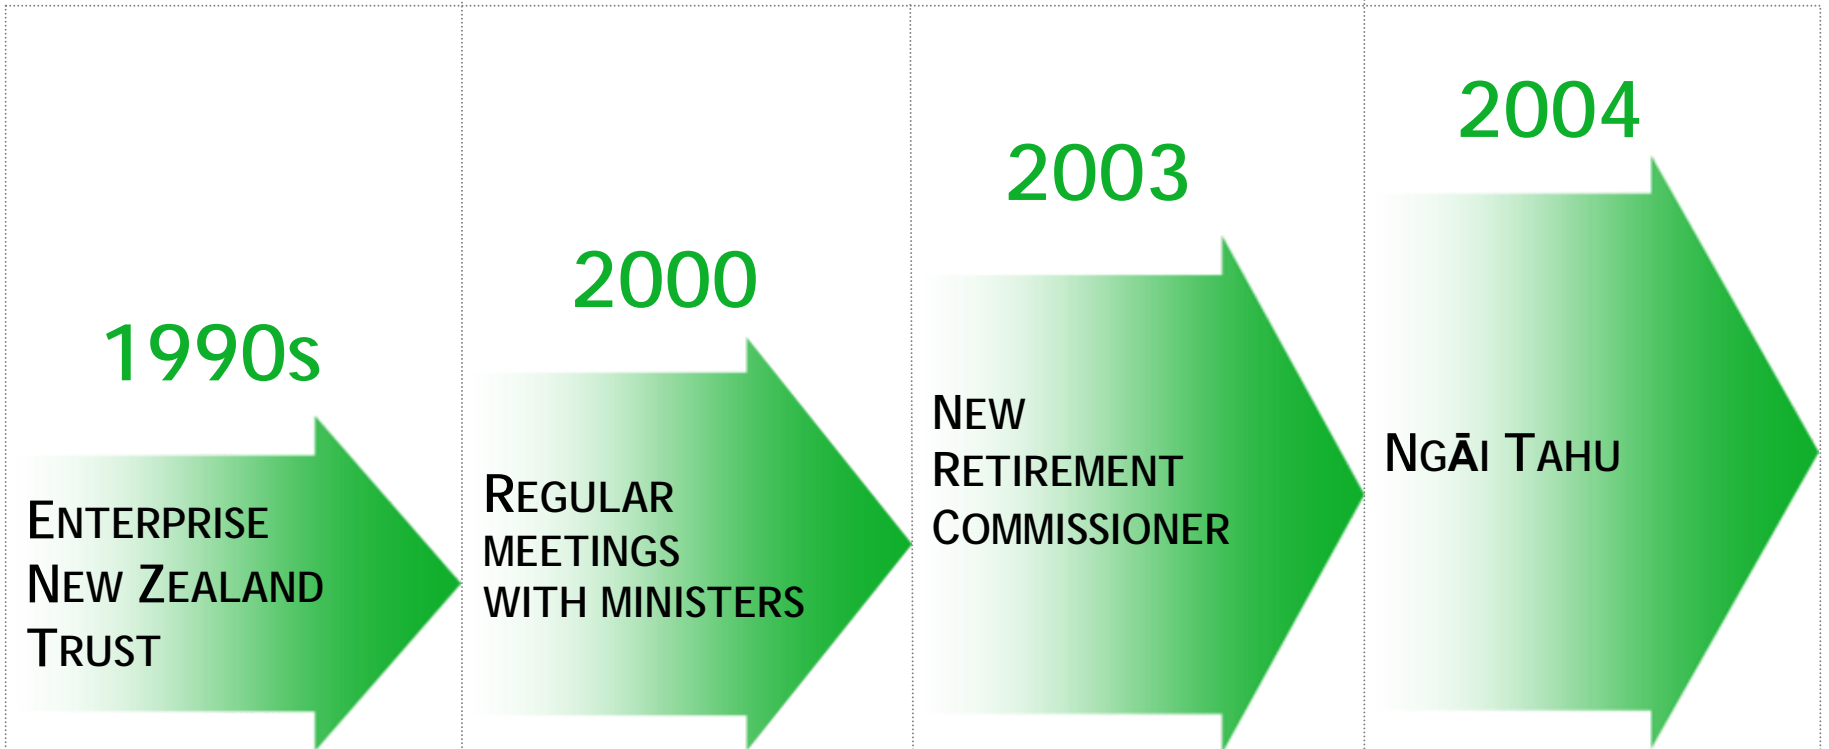 1990s
ENTERPRISE
NEW ZEALAND
TRUST
2000
REGULAR
MEETINGS
WITH MINISTERS
2003
NEW
RETIREMENT
COMMISSIONER
2004
NGĀI TAHU